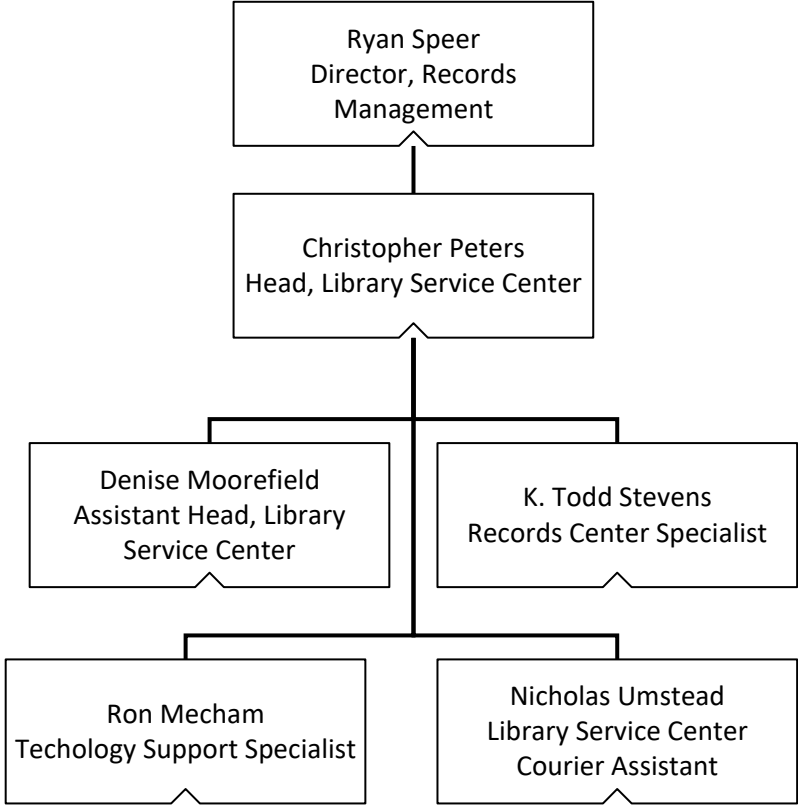 Ryan Speer
Director, Records
Management
Christopher Peters
Head, Library Service Center
Denise Moorefield
Assistant Head, Library
Service Center
K. Todd Stevens
Records Center Specialist
Ron Mecham
Techology Support Specialist
Nicholas Umstead
Library Service Center
Courier Assistant